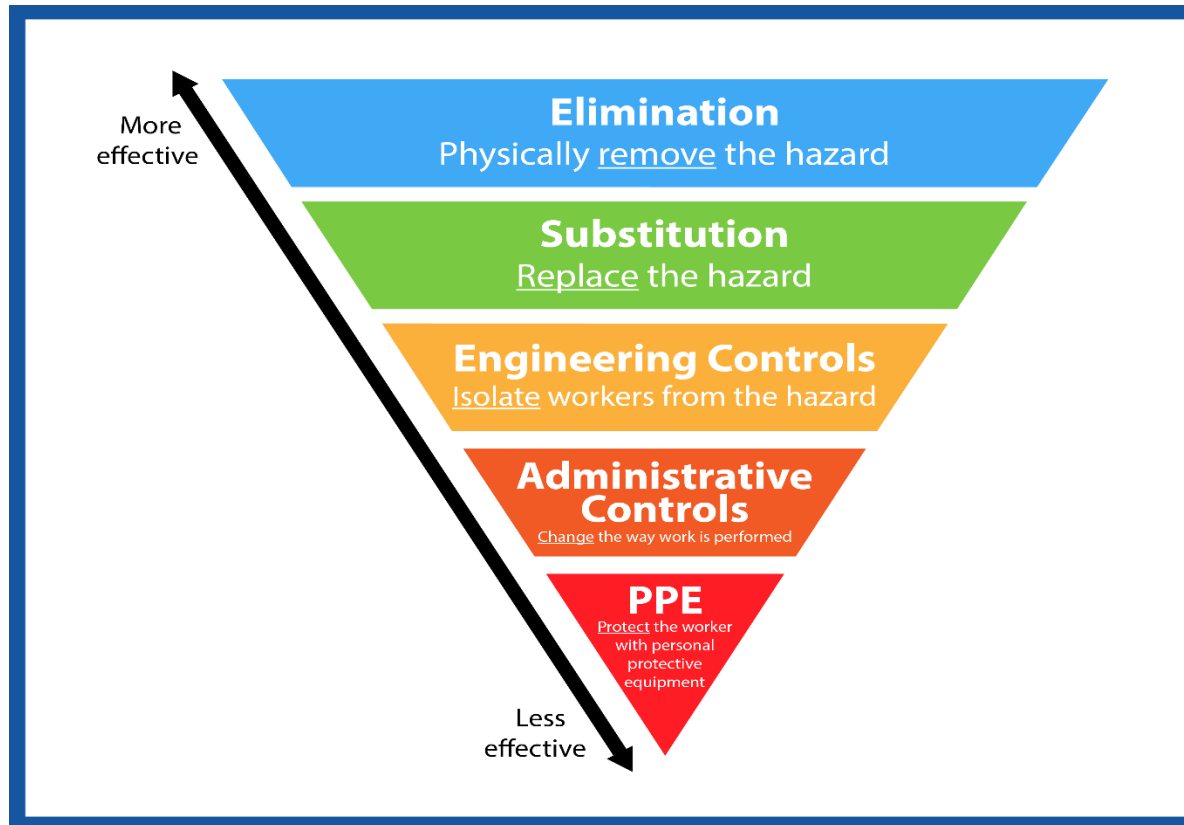 More
effective
Elimination
Physically remove the hazard
Substitution
Replace the hazard
Engineering Controls
Isolate workers from the hazard
Administrative
Controls
Change the way work is performed
PPE
Protect the worker
with personal
protective
equipment
Less
effective